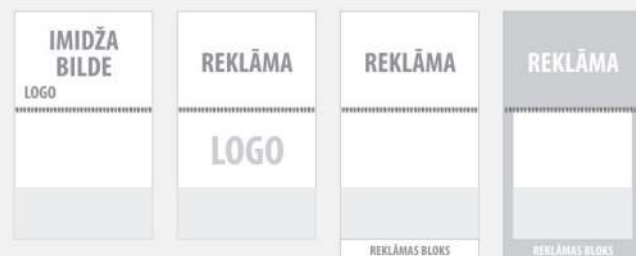 IMIDŽA
BILDE
LOGO
REKLĀMA
LOGO
REKLĀMA
REKLĀMAS BLOKS
REKLĀMA
REKLĀMAS BLOKS